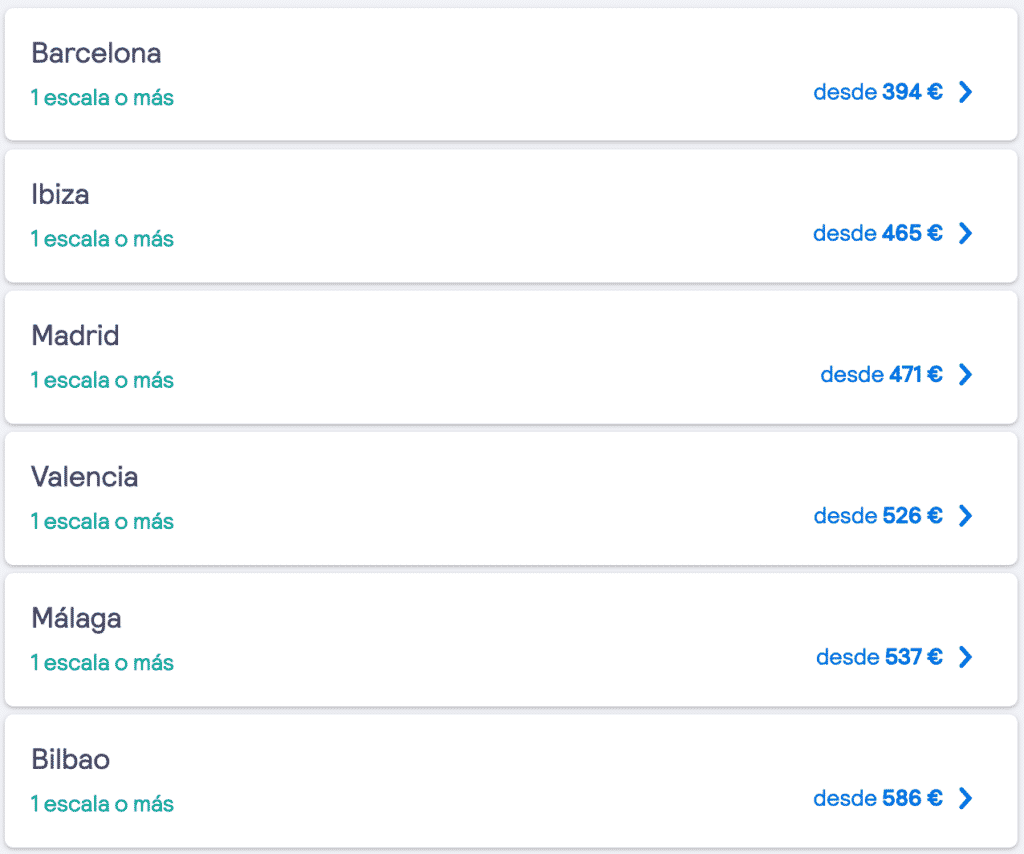 Barcelona
1 escala o más
desde 394 €
Ibiza
1 escala o más
desde 465 €
Madrid
1 escala o más
desde 471 €
Valencia
1 escala o más
desde 526 €
Málaga
1 escala o más
desde 537 €
Bilbao
1 escala o más
desde 586 €